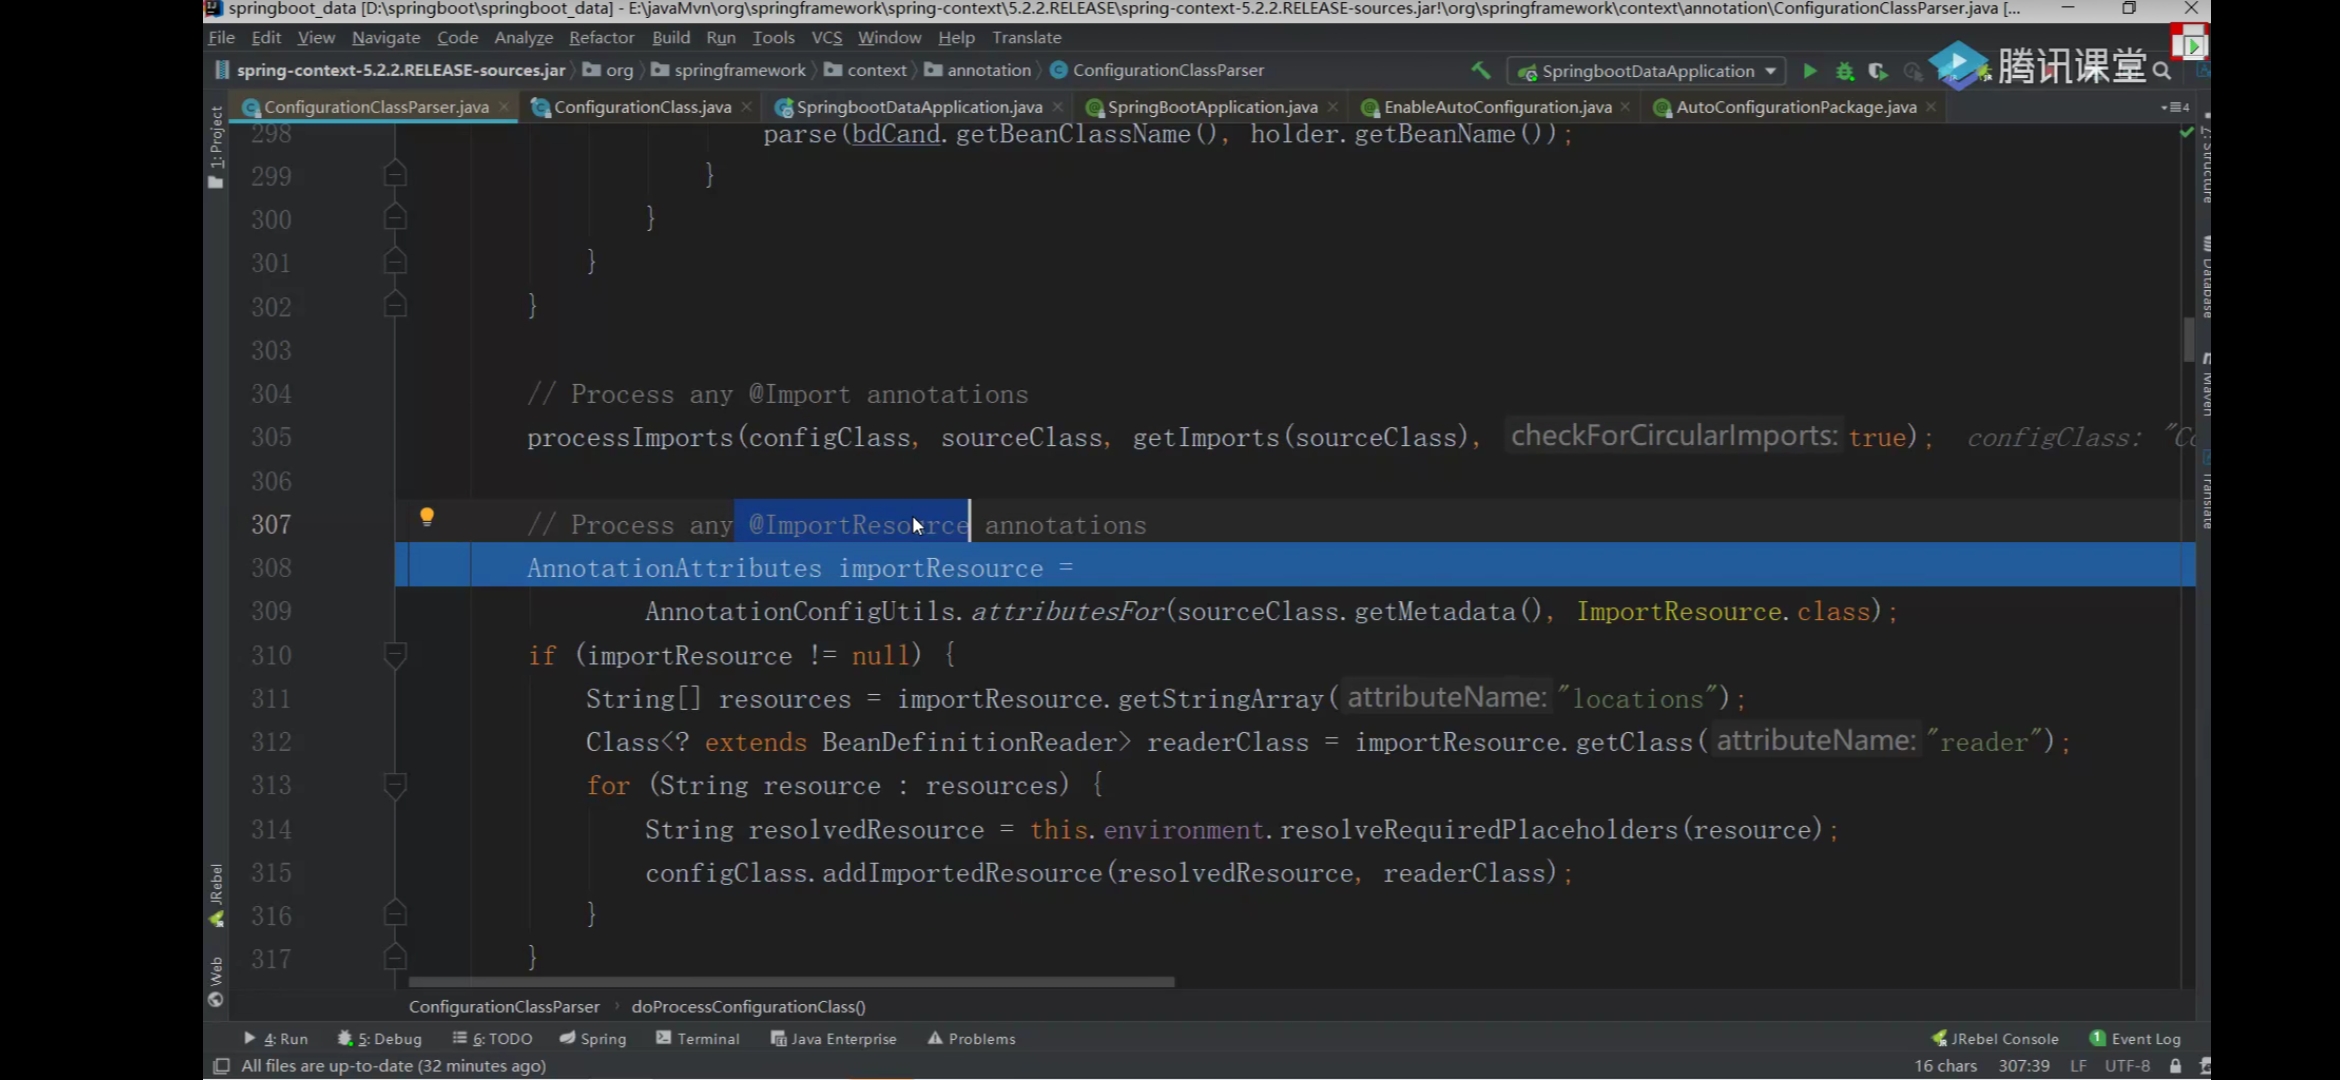 springboot_data [D:\springboot\springboot_data] - E:\javaMvn\org\springframework\spring-context\5.2.2.RELEASE\spring-context-5.2.2.RELEASE-sources.jar!\org\springframework\context\annotation\ConfigurationClassParser.java [...
File Edit View Navigate Code Analyze Refactor Build Run Tools VCS Window Help Translate
spring-context-5.2.2.RELEASE-sources.jar org springframework context annotation ConfigurationClassParser SpringbootDataApplication 腾讯课堂
ConfigurationClassParser.java ConfigurationClass.java SpringbootDataApplication.java SpringBootApplication.java EnableAutoConfiguration.java AutoConfigurationPackage.java 4
1: Project
298 parse(bdCand.getBeanClassName(), holder.getBeanName());
299 }
300 }
301 }
302 }
303
304 // Process any @Import annotations
305 processImports(configClass, sourceClass, getImports(sourceClass), checkForCircularImports: true); configClass: "Co
306
307 // Process any @ImportResource annotations
308 AnnotationAttributes importResource =
309 AnnotationConfigUtils.attributesFor(sourceClass.getMetadata(), ImportResource.class);
310 if (importResource != null) {
311 String[] resources = importResource.getStringArray( attributeName: "locations");
312 Class<? extends BeanDefinitionReader> readerClass = importResource.getClass( attributeName: "reader");
313 for (String resource : resources) {
314 String resolvedResource = this.environment.resolveRequiredPlaceholders(resource);
315 configClass.addImportedResource(resolvedResource, readerClass);
316 }
317 }
JRebel
Web
Database
Maven
Translate
ConfigurationClassParser › doProcessConfigurationClass()
4: Run 5: Debug 6: TODO Spring Terminal Java Enterprise Problems JRebel Console 1 Event Log
All files are up-to-date (32 minutes ago) 16 chars 307:39 LF UTF-8